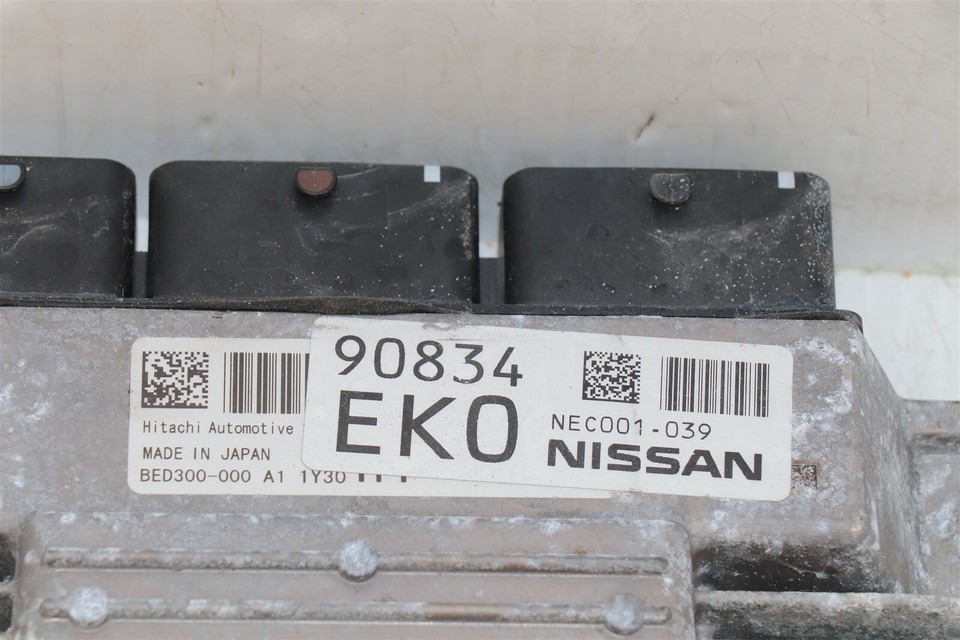 90834
EK0
NEC001-039
NISSAN
Hitachi Automotive
MADE IN JAPAN
BED300-000 A1 1Y30